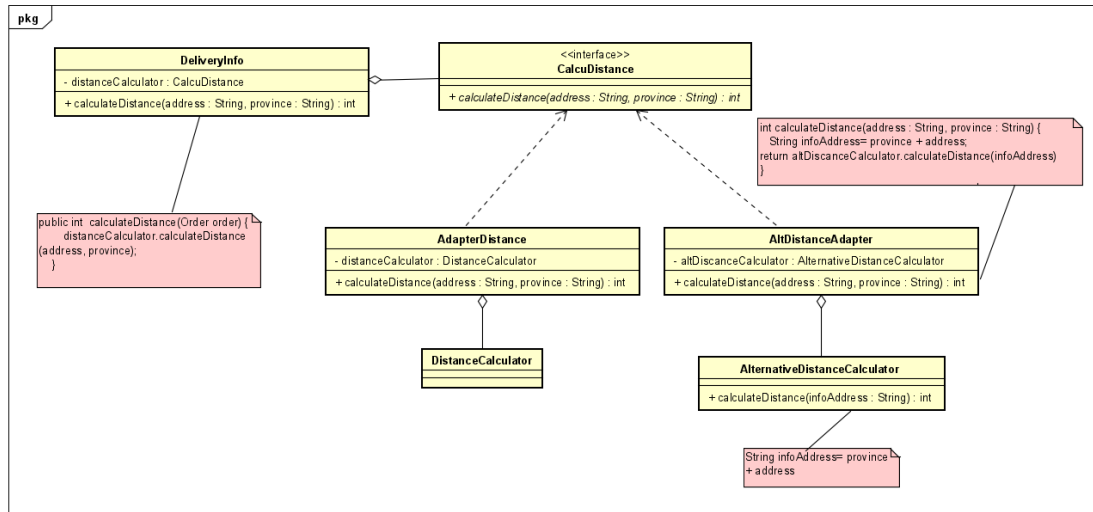 pkg
DeliveryInfo
- distanceCalculator : CalcuDistance
+ calculateDistance(address : String, province : String) : int
<<interface>>
CalcuDistance
+ calculateDistance(address : String, province : String) : int
int calculateDistance(address : String, province : String) {
String infoAddress= province + address;
return altDiscanceCalculator.calculateDistance(infoAddress)
}
public int calculateDistance(Order order) {
distanceCalculator.calculateDistance
(address, province);
}
AdapterDistance
- distanceCalculator : DistanceCalculator
+ calculateDistance(address : String, province : String) : int
AltDistanceAdapter
- altDiscanceCalculator : AlternativeDistanceCalculator
+ calculateDistance(address : String, province : String) : int
DistanceCalculator
AlternativeDistanceCalculator
+ calculateDistance(infoAddress : String) : int
String infoAddress= province
+ address